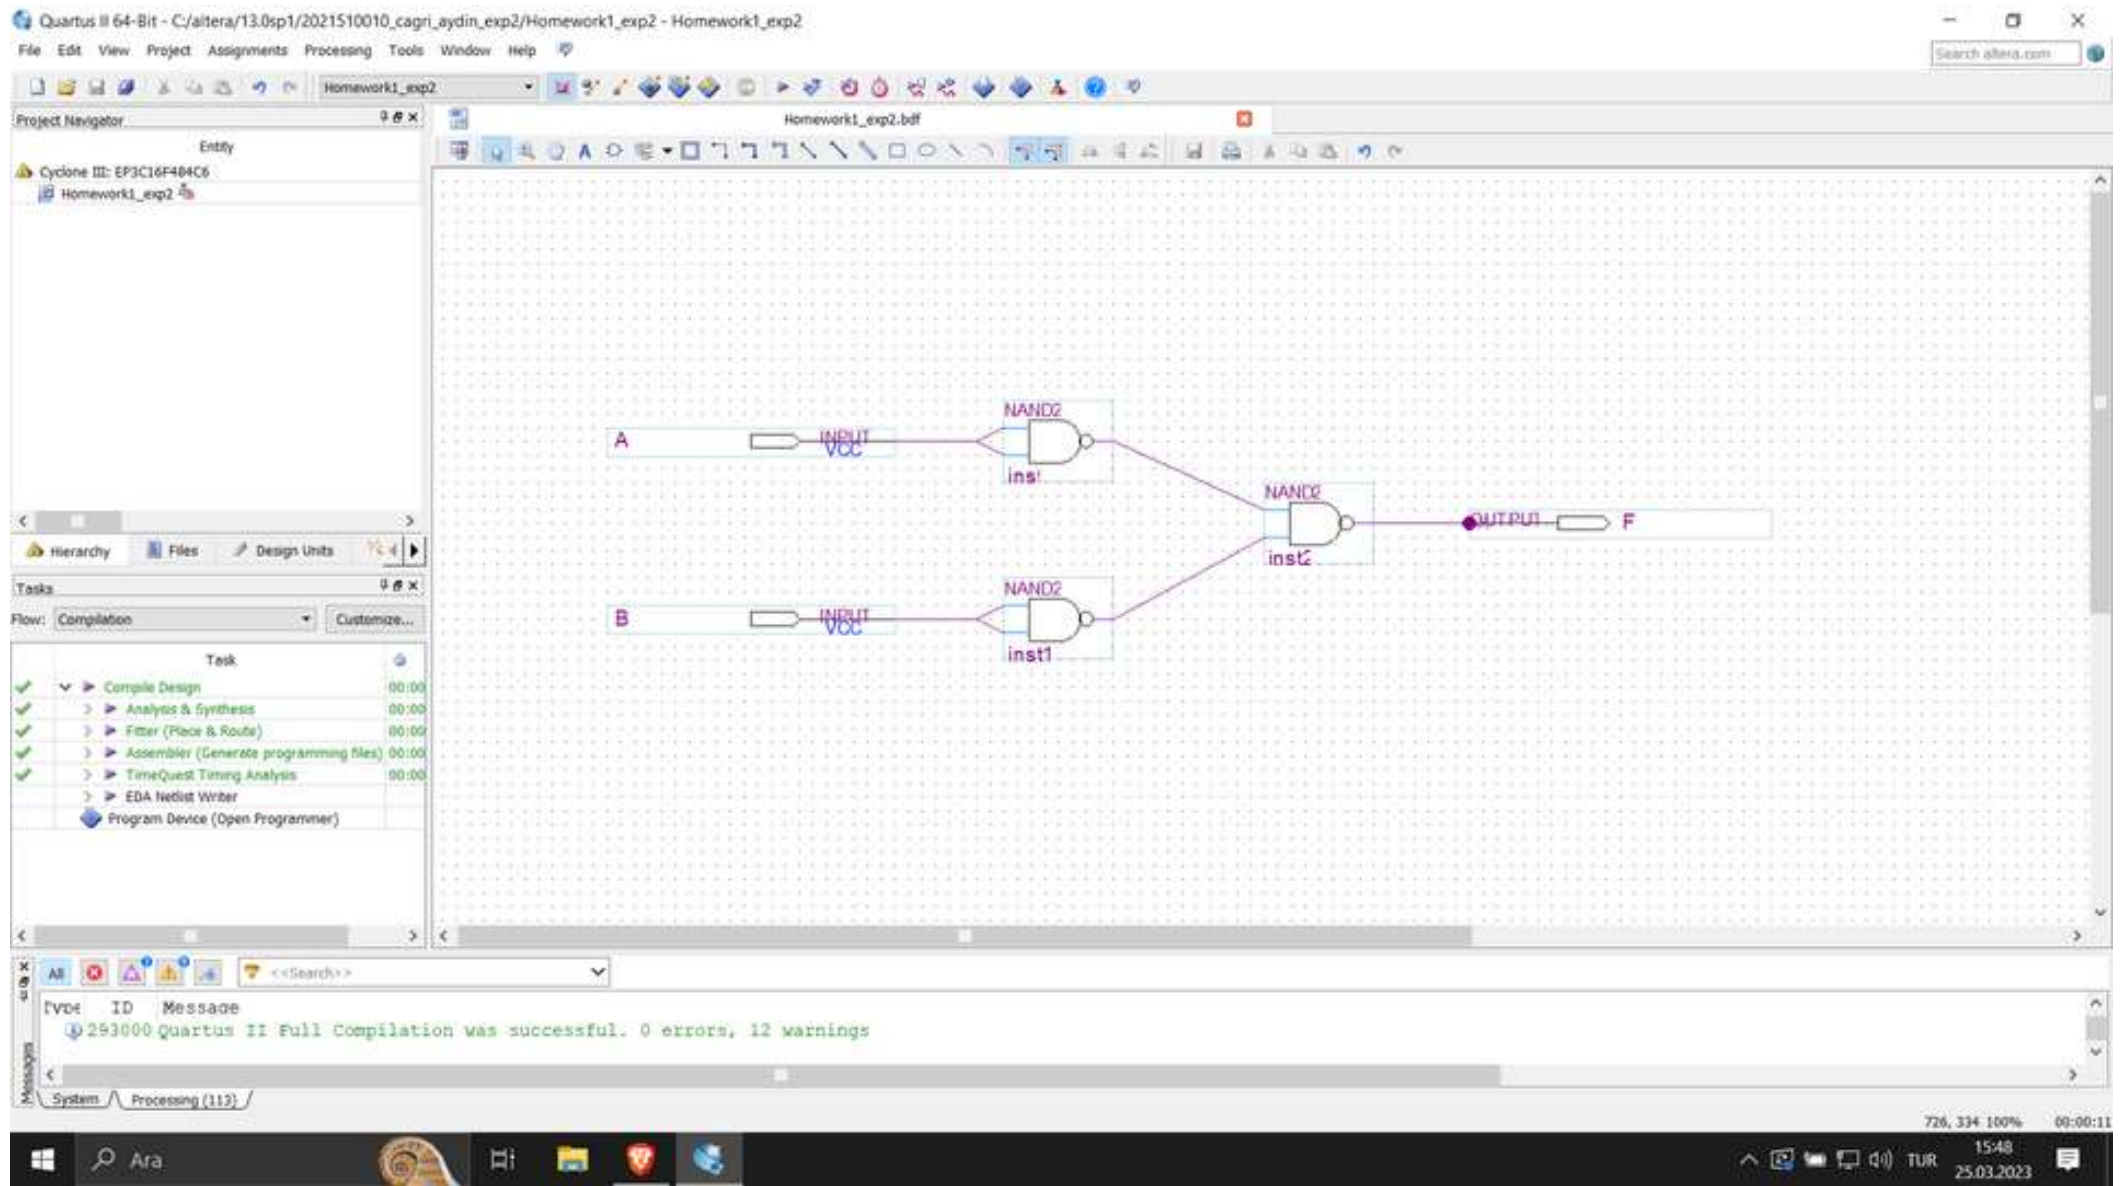 Quartus II 64-Bit - C:/altera/13.0sp1/2021510010_cagri_aydin_exp2/Homework1_exp2 - Homework1_exp2
File Edit View Project Assignments Processing Tools Window Help
Search altera.com
Homework1_exp2
Project Navigator
Homework1_exp2.bdf
Entity
Cyclone III: EP3C16F484C6
Homework1_exp2
NAND2
A INPUT
VCC
inst
NAND2
OUTPUT F
inst2
NAND2
B INPUT
VCC
inst1
Hierarchy Files Design Units
Tasks
Flow: Compilation Customize...
Task
Compile Design 00:00
Analysis & Synthesis 00:00
Fitter (Place & Route) 00:00
Assembler (Generate programming files) 00:00
TimeQuest Timing Analysis 00:00
EDA Netlist Writer
Program Device (Open Programmer)
All <<Search>>
Type ID Message
293000 Quartus II Full Compilation was successful. 0 errors, 12 warnings
Messages
System Processing (113)
726, 334 100% 00:00:11
Ara
TUR
15:48
25.03.2023